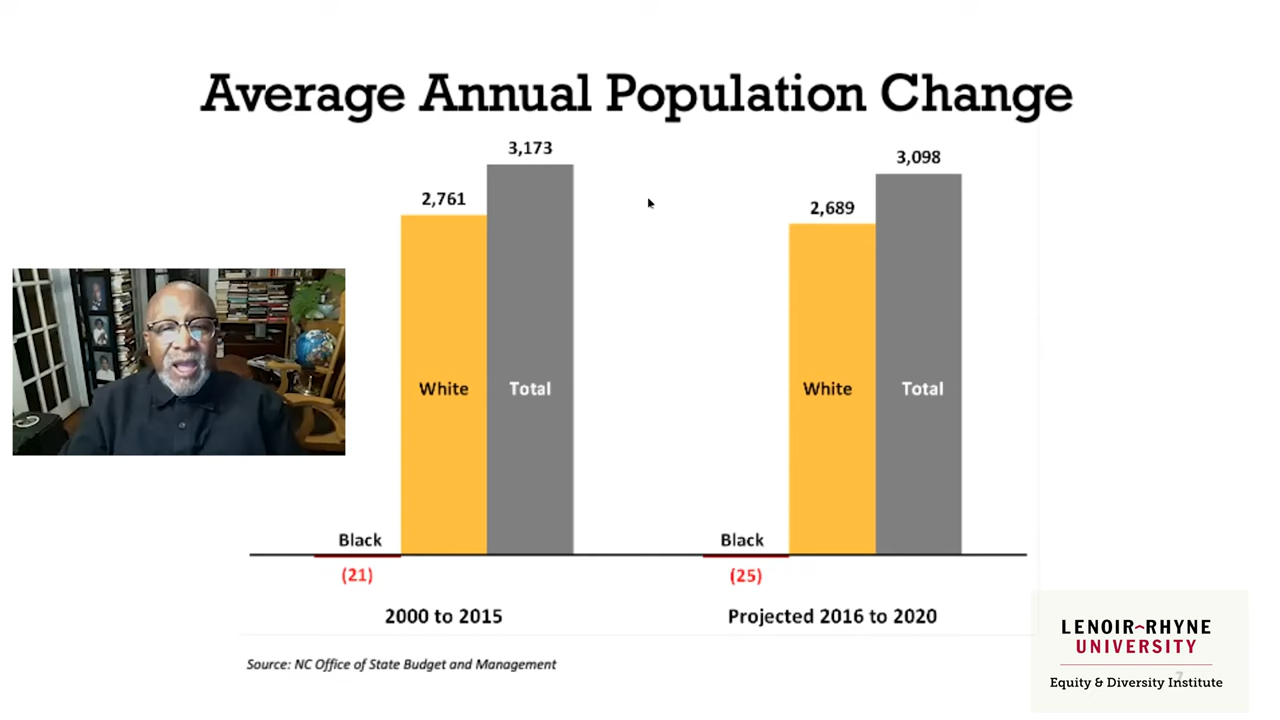 Average Annual Population Change
3,173
3,098
2,761
2,689
White
Total
White
Total
Black
Black
(21)
(25)
2000 to 2015
Projected 2016 to 2020
Source: NC Office of State Budget and Management
LENOIR-RHYNE
UNIVERSITY
Equity & Diversity Institute
7